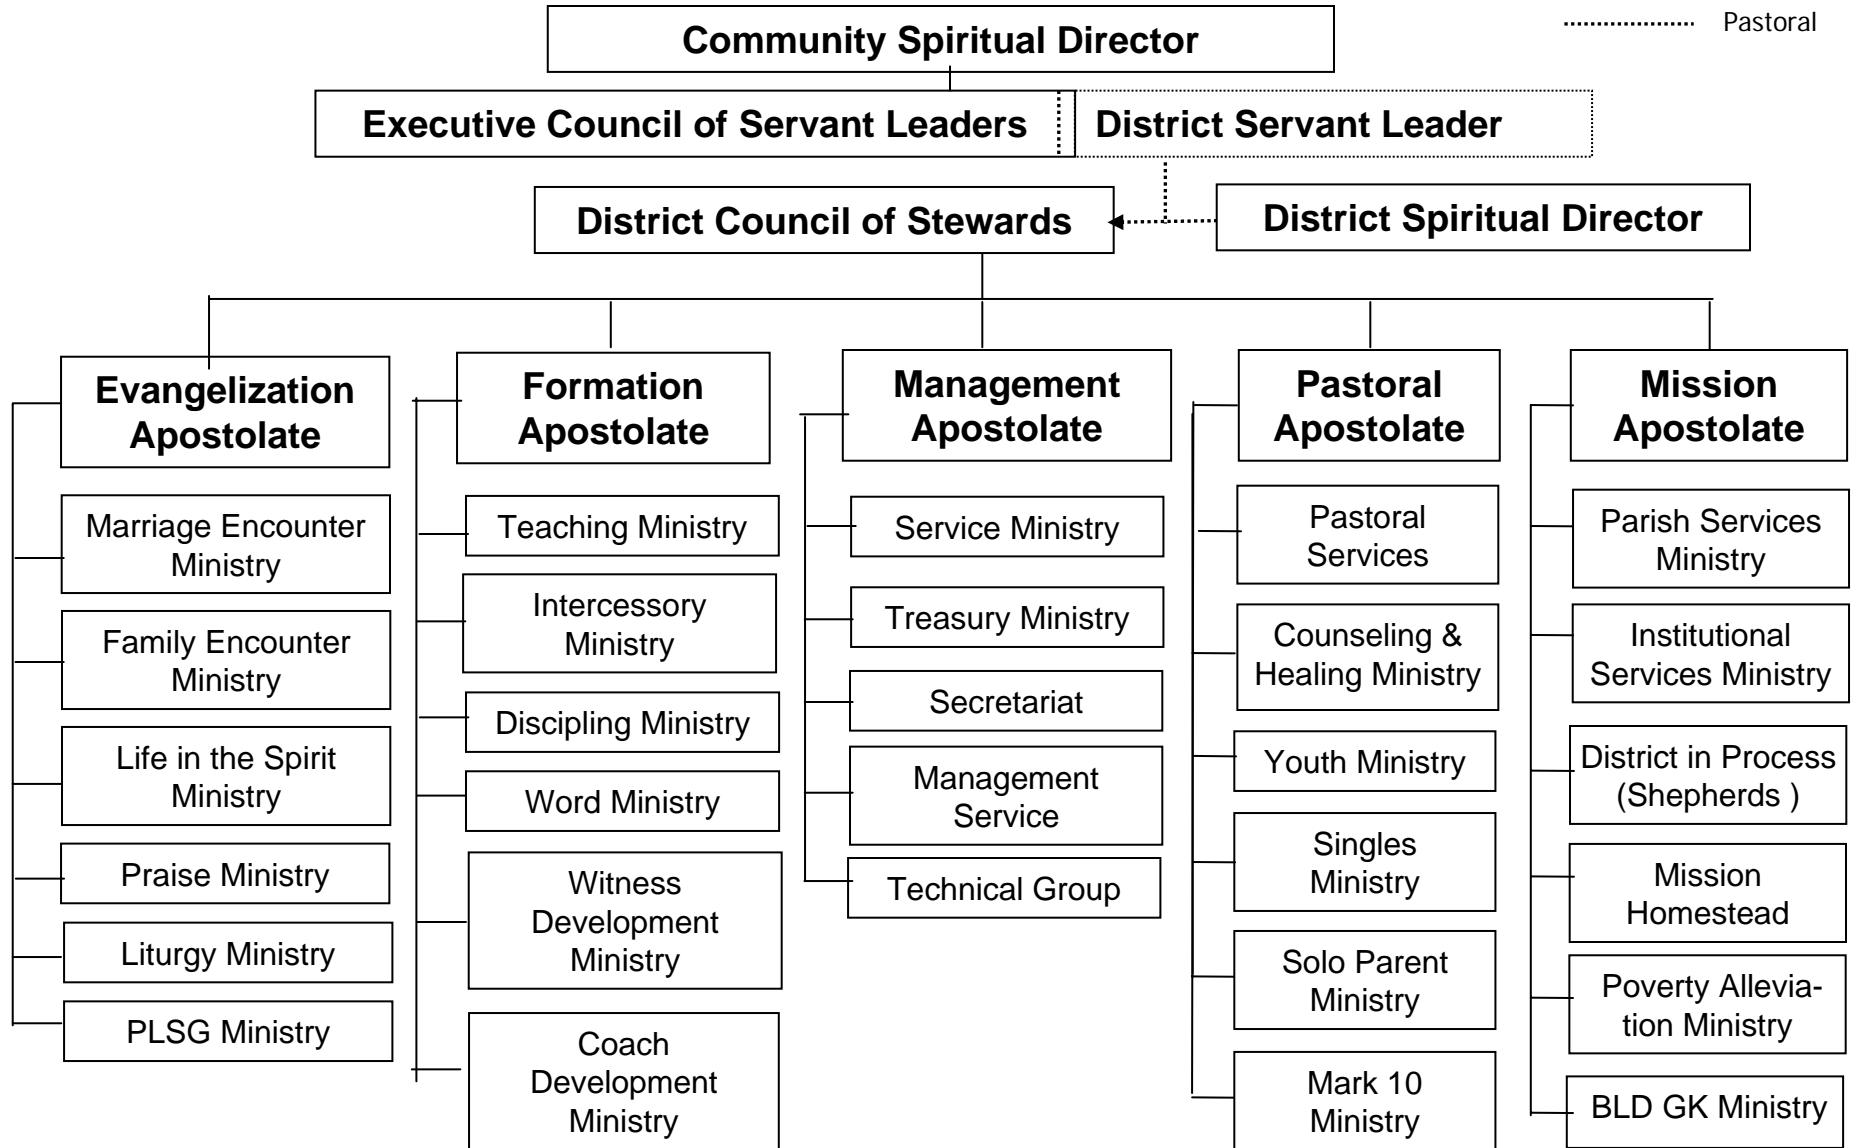 Pastoral
Community Spiritual Director
Executive Council of Servant Leaders
District Servant Leader
District Council of Stewards
District Spiritual Director
Evangelization
Apostolate
Marriage Encounter
Ministry
Family Encounter
Ministry
Life in the Spirit
Ministry
Praise Ministry
Liturgy Ministry
PLSG Ministry
Formation
Apostolate
Teaching Ministry
Intercessory
Ministry
Discipling Ministry
Word Ministry
Witness
Development
Ministry
Coach
Development
Ministry
Management
Apostolate
Service Ministry
Treasury Ministry
Secretariat
Management
Service
Technical Group
Pastoral
Apostolate
Pastoral
Services
Counseling &
Healing Ministry
Youth Ministry
Singles
Ministry
Solo Parent
Ministry
Mark 10
Ministry
Mission
Apostolate
Parish Services
Ministry
Institutional
Services Ministry
District in Process
(Shepherds )
Mission
Homestead
Poverty Allevia-
tion Ministry
BLD GK Ministry